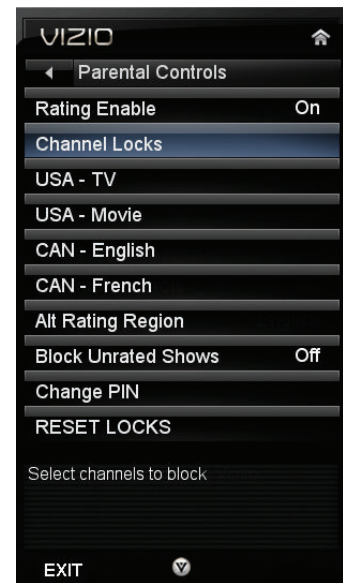 VIZIO
Parental Controls
Rating Enable On
Channel Locks
USA - TV
USA - Movie
CAN - English
CAN - French
Alt Rating Region
Block Unrated Shows Off
Change PIN
RESET LOCKS
Select channels to block
EXIT V